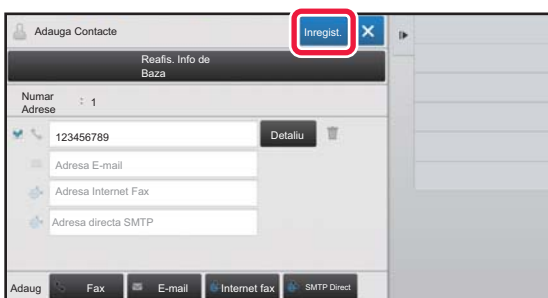 Adauga Contacte
Inregist.
Reafis. Info de
Baza
Numar
Adrese : 1
123456789
Detaliu
Adresa E-mail
Adresa Internet Fax
Adresa directa SMTP
Adaug Fax E-mail Internet fax SMTP Direct